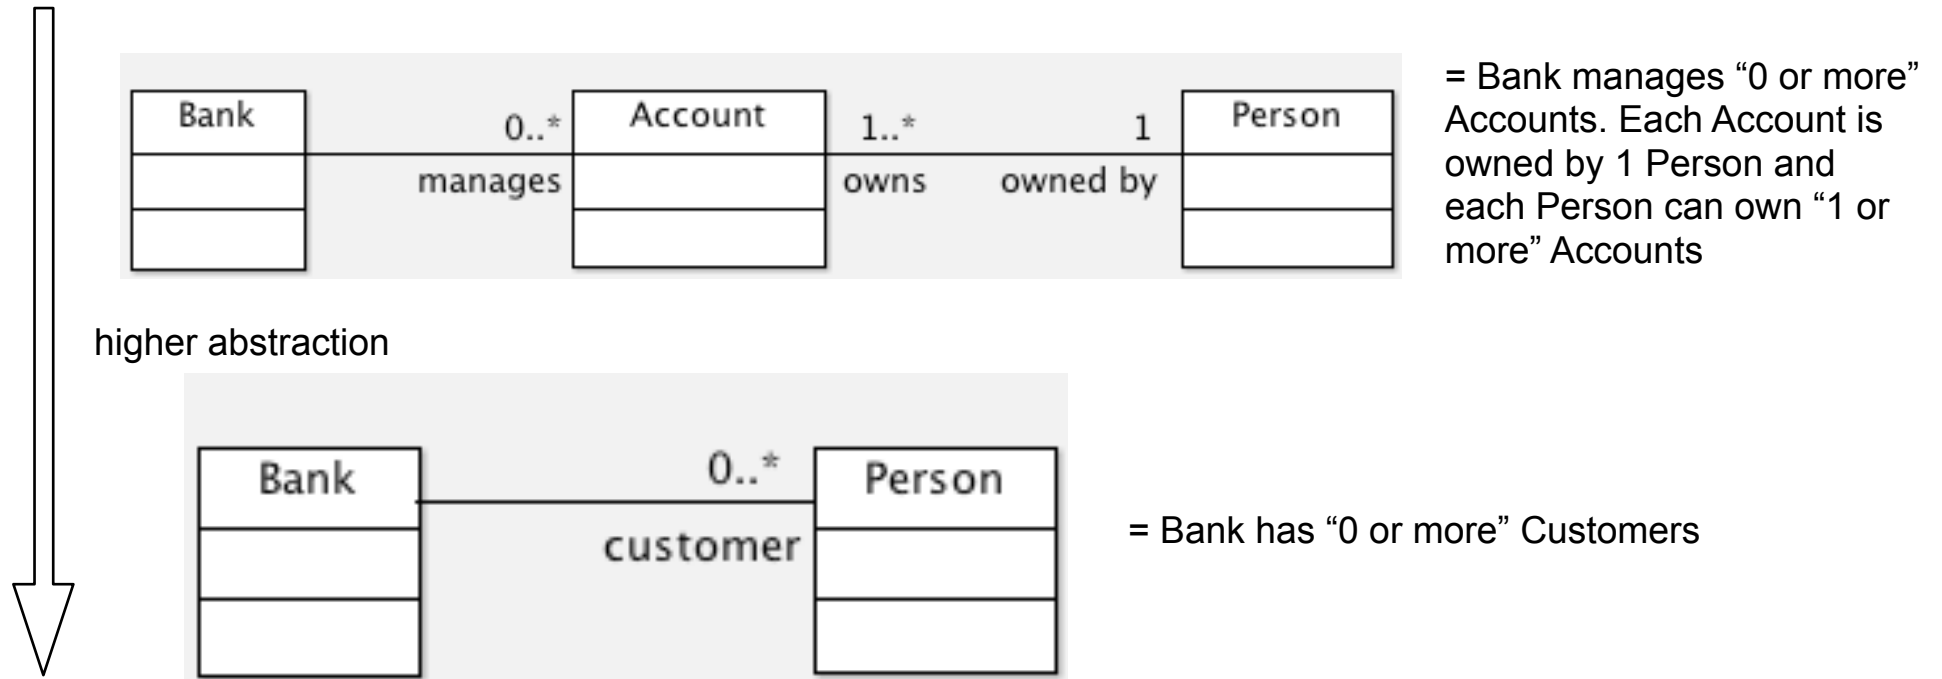 Bank
0..*
manages
Account
1..*
owns
1
owned by
Person
= Bank manages “0 or more”
Accounts. Each Account is
owned by 1 Person and
each Person can own “1 or
more” Accounts
higher abstraction
Bank
0..*
customer
Person
= Bank has “0 or more” Customers